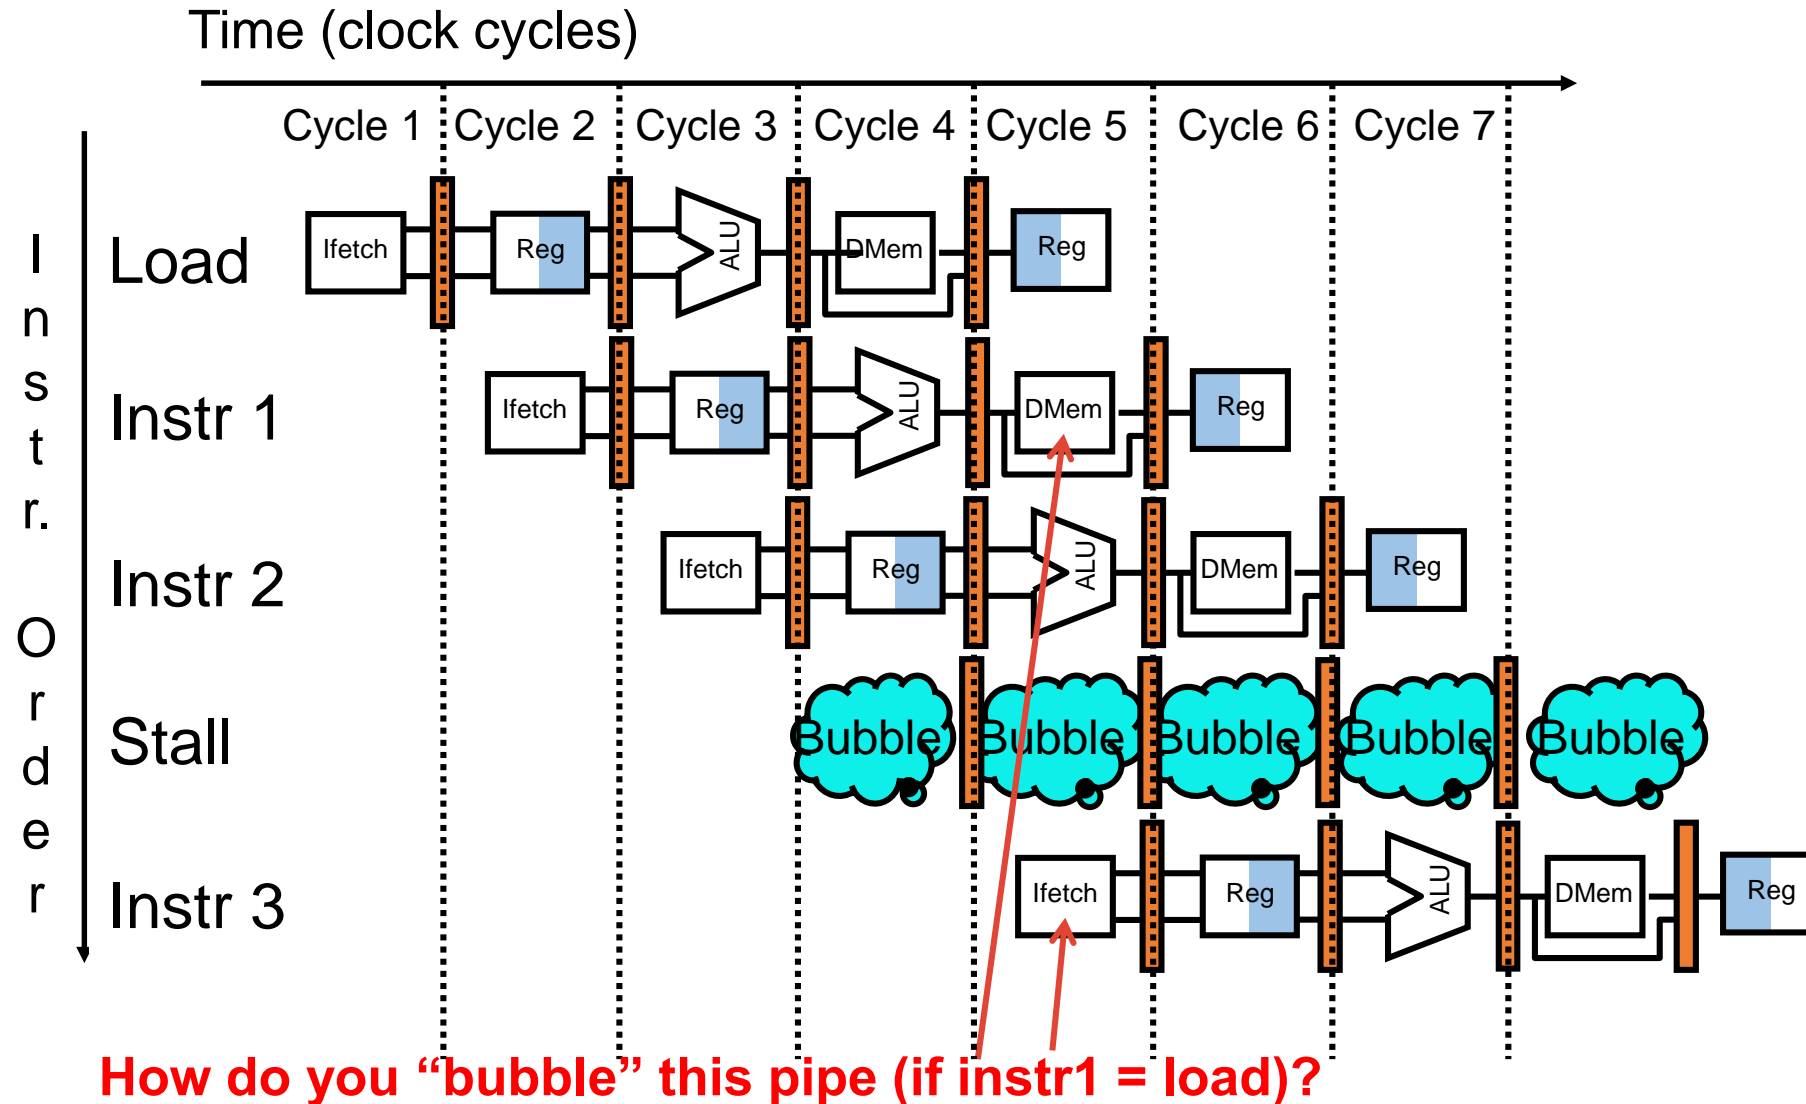 Time (clock cycles)
Cycle 1 Cycle 2 Cycle 3 Cycle 4 Cycle 5 Cycle 6 Cycle 7
Instr. Order
Load Ifetch Reg ALU DMem Reg
Instr 1 Ifetch Reg ALU DMem Reg
Instr 2 Ifetch Reg ALU DMem Reg
Stall Bubble Bubble Bubble Bubble Bubble
Instr 3 Ifetch Reg ALU DMem Reg
How do you “bubble” this pipe (if instr1 = load)?